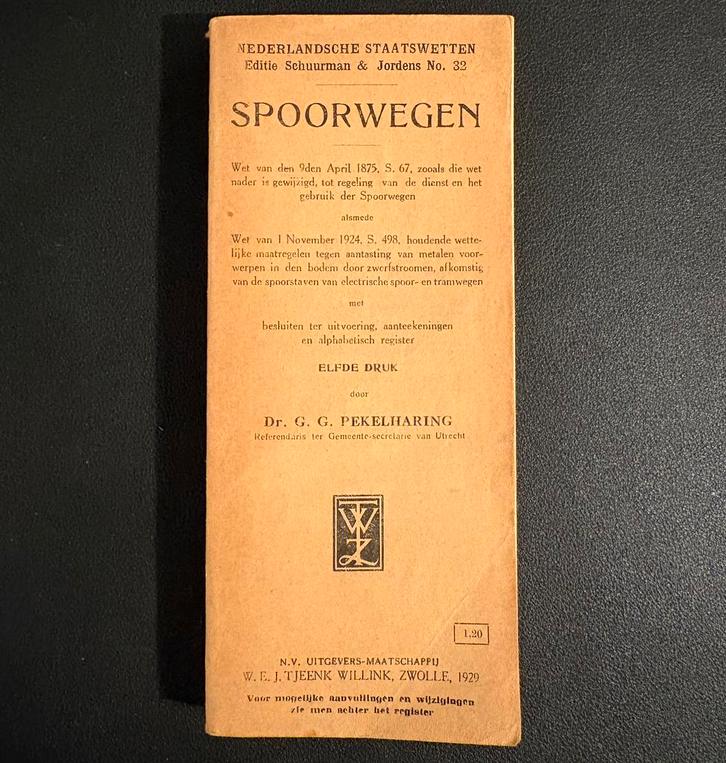 NEDERLANDSCHE STAATSWETTEN
Editie Schuurman & Jordens No. 32
SPOORWEGEN
Wet van den 9den April 1875, S. 67, zooals die wet
nader is gewijzigd, tot regeling van de dienst en het
gebruik der Spoorwegen
alsmede
Wet van 1 November 1924, S. 498, houdende wette-
lijke maatregelen tegen aantasting van metalen voor-
werpen in den bodem door zwerfstroomen, afkomstig
van de spoorstaven van electrische spoor- en tramwegen
met
besluiten ter uitvoering, aanteekeningen
en alphabetisch register
ELFDE DRUK
door
Dr. G. G. PEKELHARING
Referendaris ter Gemeente-secretarie van Utrecht
TWZ
1.20
N.V. UITGEVERS-MAATSCHAPPIJ
W. E. J. TJEENK WILLINK, ZWOLLE, 1929
Voor mogelijke aanvullingen en wijzigingen
zie men achter het register